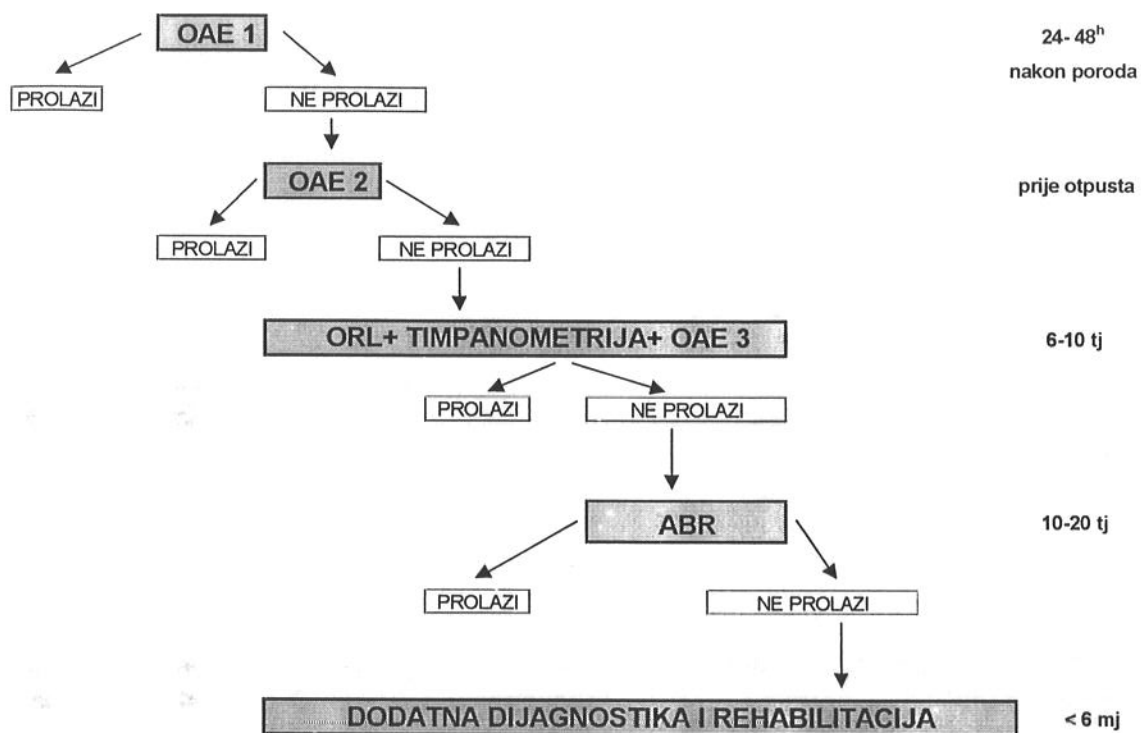 OAE 1
24- 48h
nakon poroda
PROLAZI
NE PROLAZI
OAE 2
prije otpusta
PROLAZI
NE PROLAZI
ORL+ TIMPANOMETRIJA+ OAE 3
6-10 tj
PROLAZI
NE PROLAZI
ABR
10-20 tj
PROLAZI
NE PROLAZI
DODATNA DIJAGNOSTIKA I REHABILITACIJA
< 6 mj